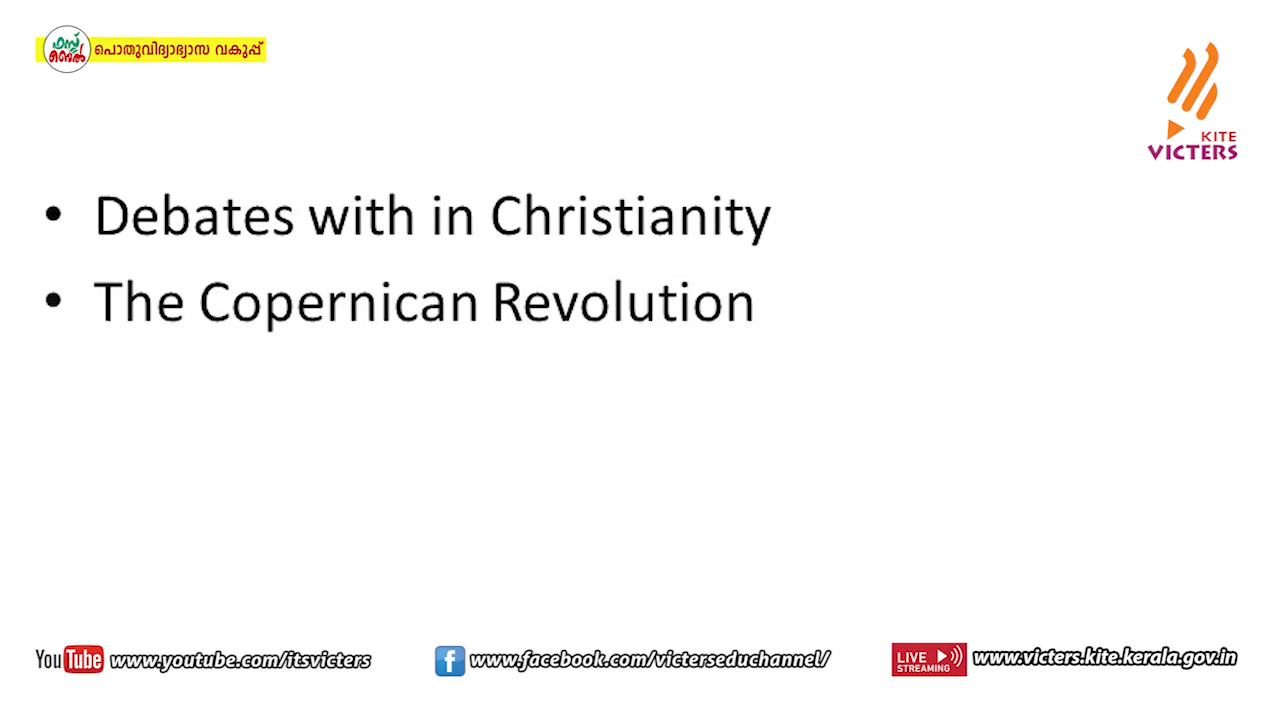 ഫസ്റ്റ്
ബെൽ
പൊതുവിദ്യാഭ്യാസ വകുപ്പ്
KITE
VICTERS
• Debates with in Christianity
• The Copernican Revolution
YouTube www.youtube.com/itsvicters
f www.facebook.com/victerseduchannel/
LIVE
STREAMING
www.victers.kite.kerala.gov.in